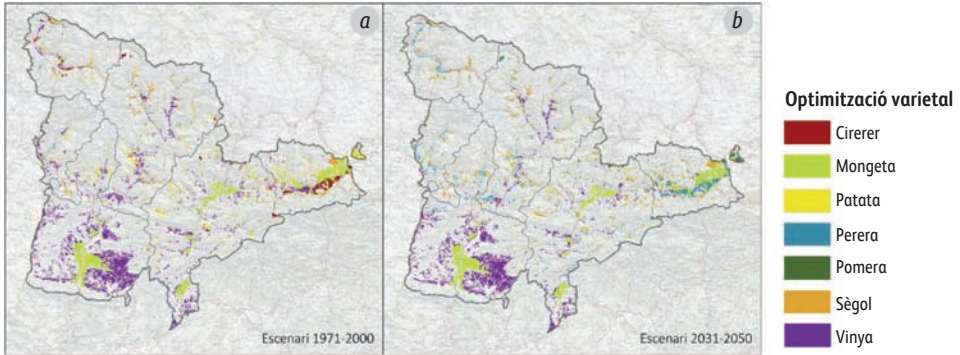 a
b
Escenari 1971-2000
Escenari 2031-2050
Optimització varietal
Cirerer
Mongeta
Patata
Perera
Pomera
Sègol
Vinya